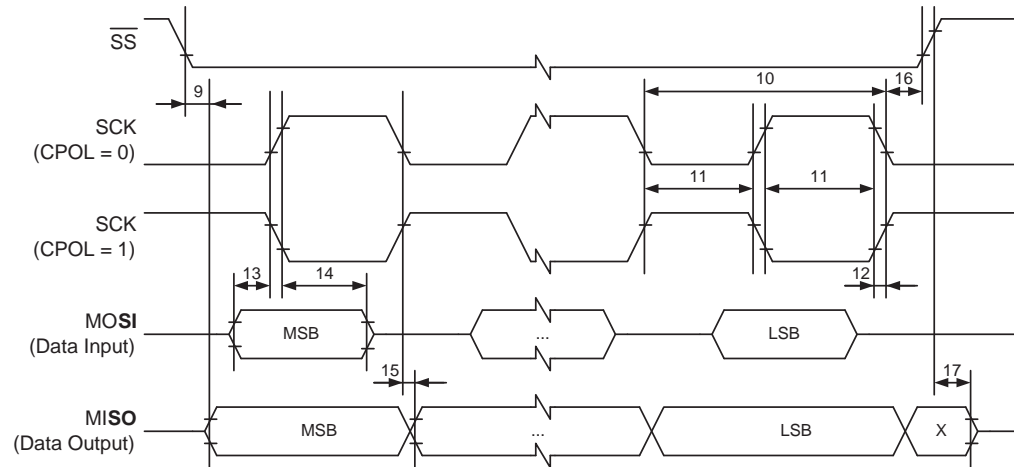 SS
9
10
16
SCK
(CPOL = 0)
11
11
SCK
(CPOL = 1)
13
14
12
MOSI
(Data Input)
MSB
...
LSB
15
17
MISO
(Data Output)
MSB
...
LSB
X